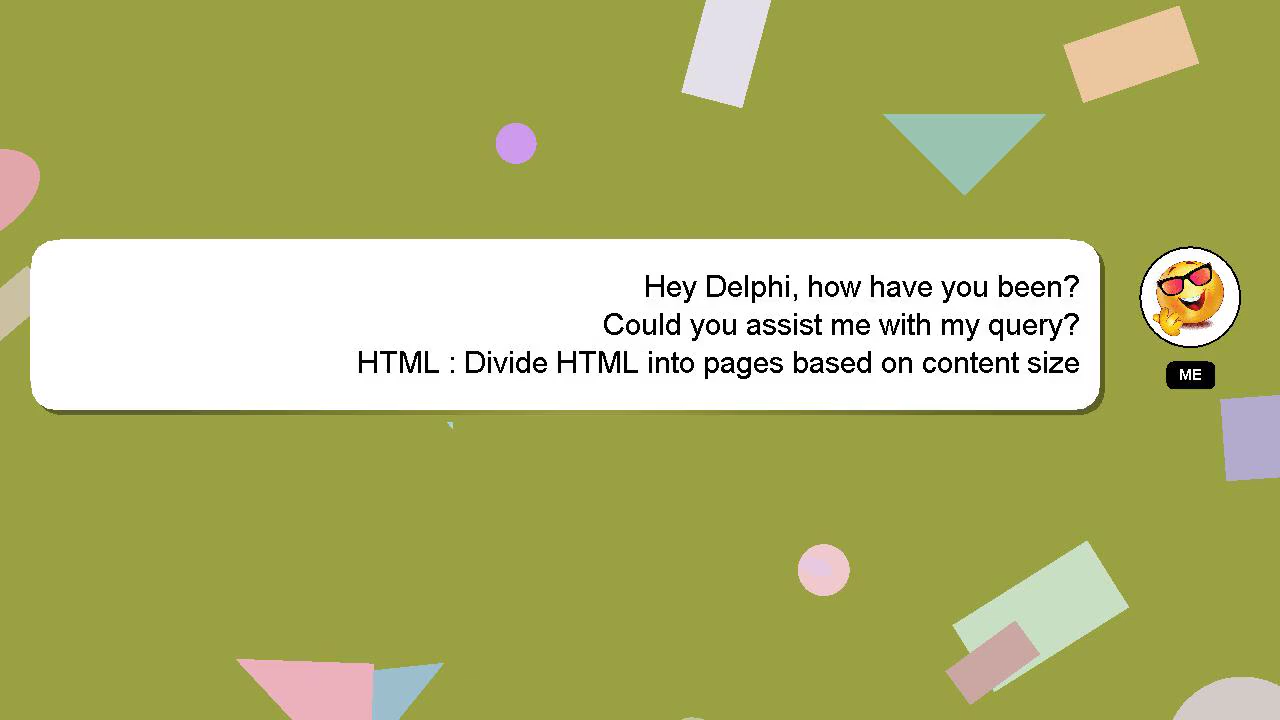 Hey Delphi, how have you been?
Could you assist me with my query?
HTML : Divide HTML into pages based on content size
ME